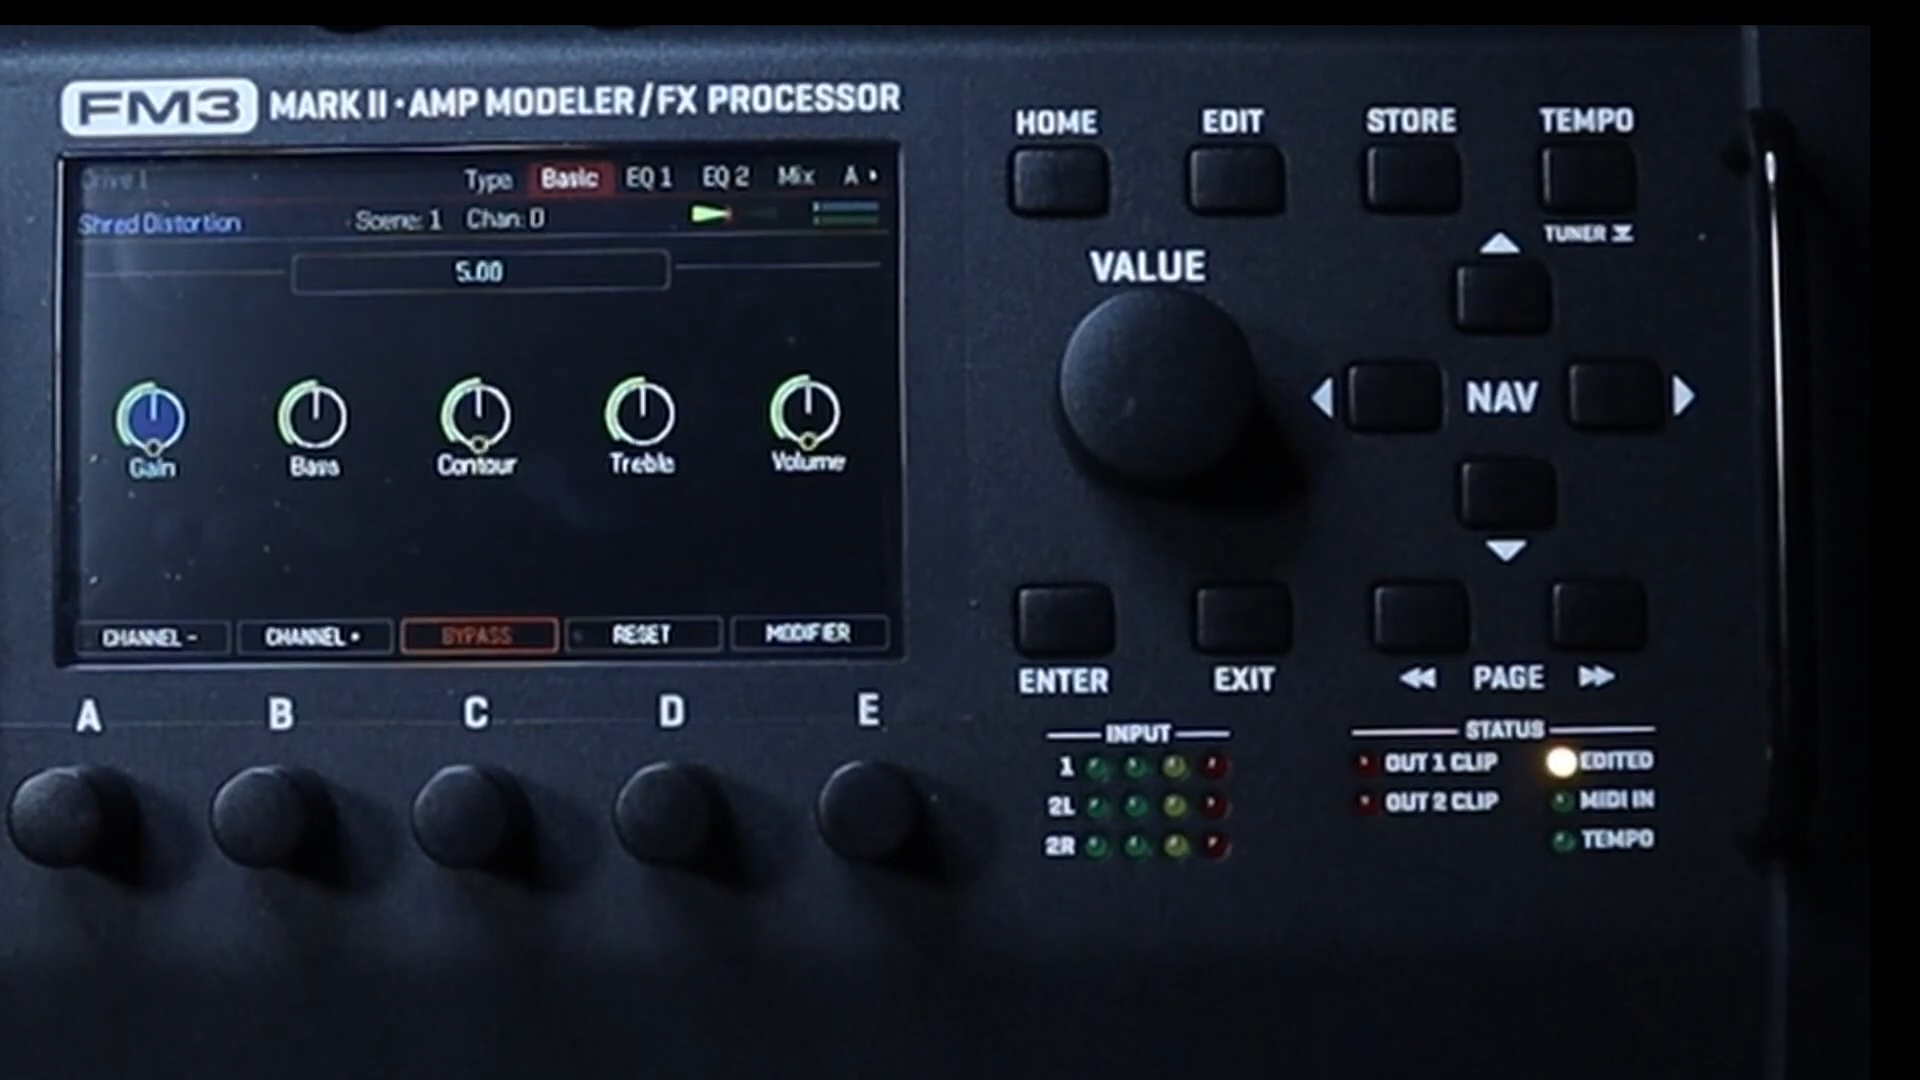 FM3 MARK II · AMP MODELER/FX PROCESSOR
Drive 1 Type Basic EQ 1 EQ 2 Mix A
Shred Distortion Scene: 1 Chan: D
5.00
Gain Bass Contour Treble Volume
CHANNEL - CHANNEL + BYPASS RESET MODIFIER
A B C D E
HOME EDIT STORE TEMPO
TUNER
VALUE
NAV
ENTER EXIT PAGE
INPUT
1
2L
2R
STATUS
OUT 1 CLIP EDITED
OUT 2 CLIP MIDI IN
TEMPO